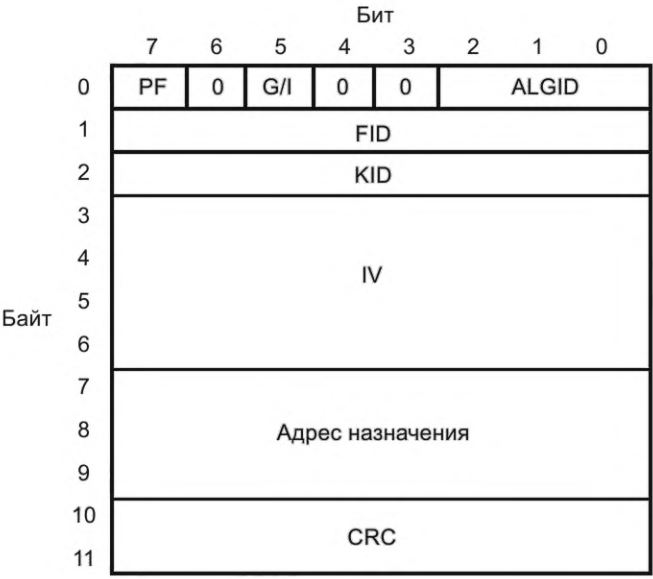 Бит
7 6 5 4 3 2 1 0
0 PF 0 G/I 0 0 ALGID
1 FID
2 KID
3
4 IV
5
Байт
6
7
8 Адрес назначения
9
10
CRC
11